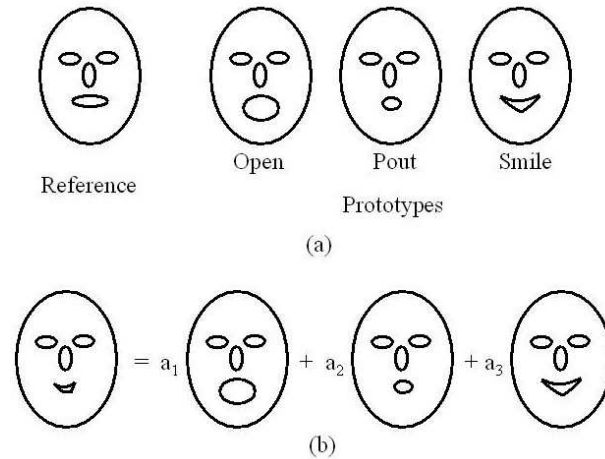 Open Pout Smile
Reference
Prototypes
(a)
= a1 + a2 + a3
(b)